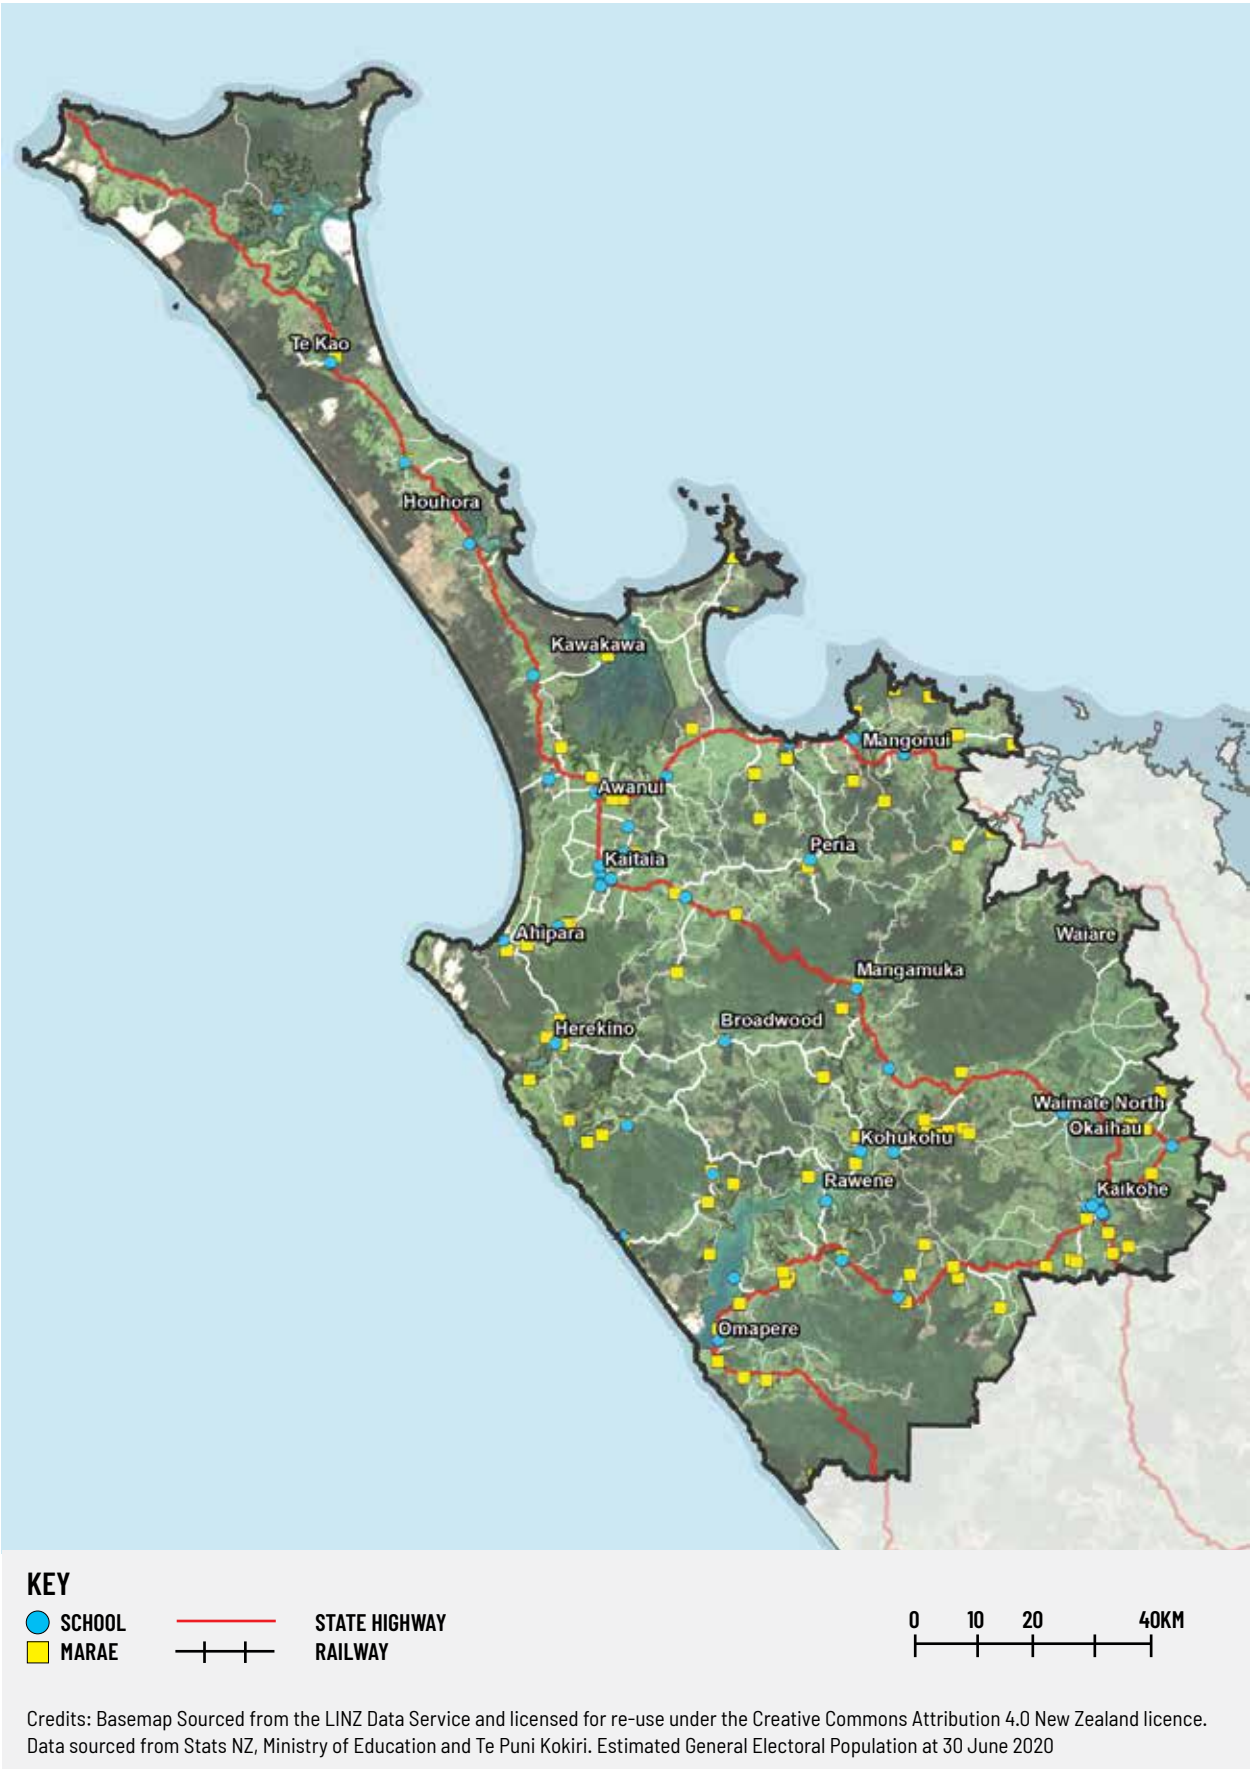 Te Kao
Houhora
Kawakawa
Mangonui
Awanui
Peria
Kaitaia
Ahipara
Waiare
Mangamuka
Broadwood
Herekino
Waimate North
Okaihau
Kohukohu
Rawene
Kaikohe
Omapere
KEY
SCHOOL
STATE HIGHWAY
MARAE
RAILWAY
0 10 20 40KM
Credits: Basemap Sourced from the LINZ Data Service and licensed for re-use under the Creative Commons Attribution 4.0 New Zealand licence.
Data sourced from Stats NZ, Ministry of Education and Te Puni Kokiri. Estimated General Electoral Population at 30 June 2020